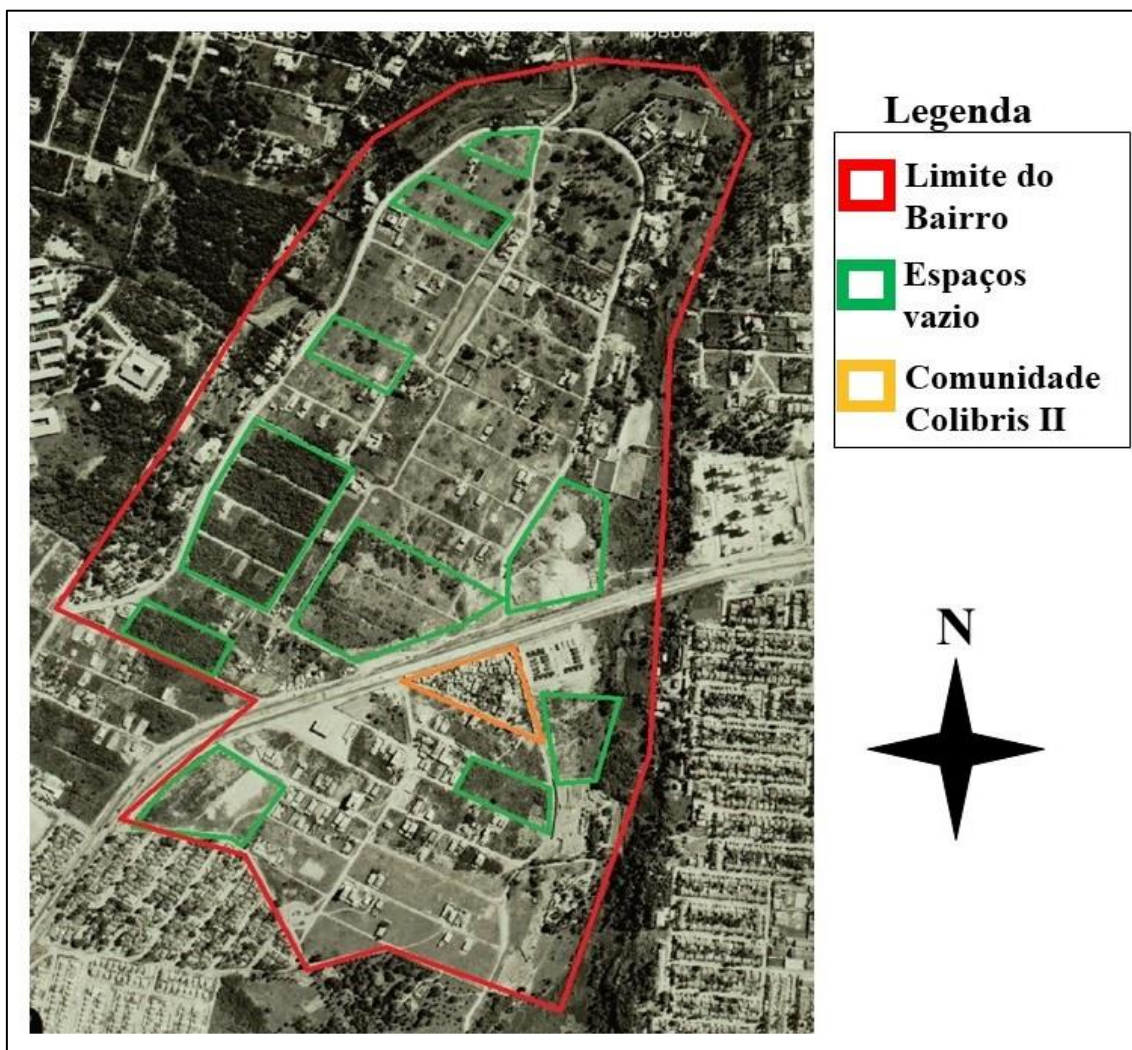 Legenda
Limite do
Bairro
Espaços
vazio
Comunidade
Colibris II
N